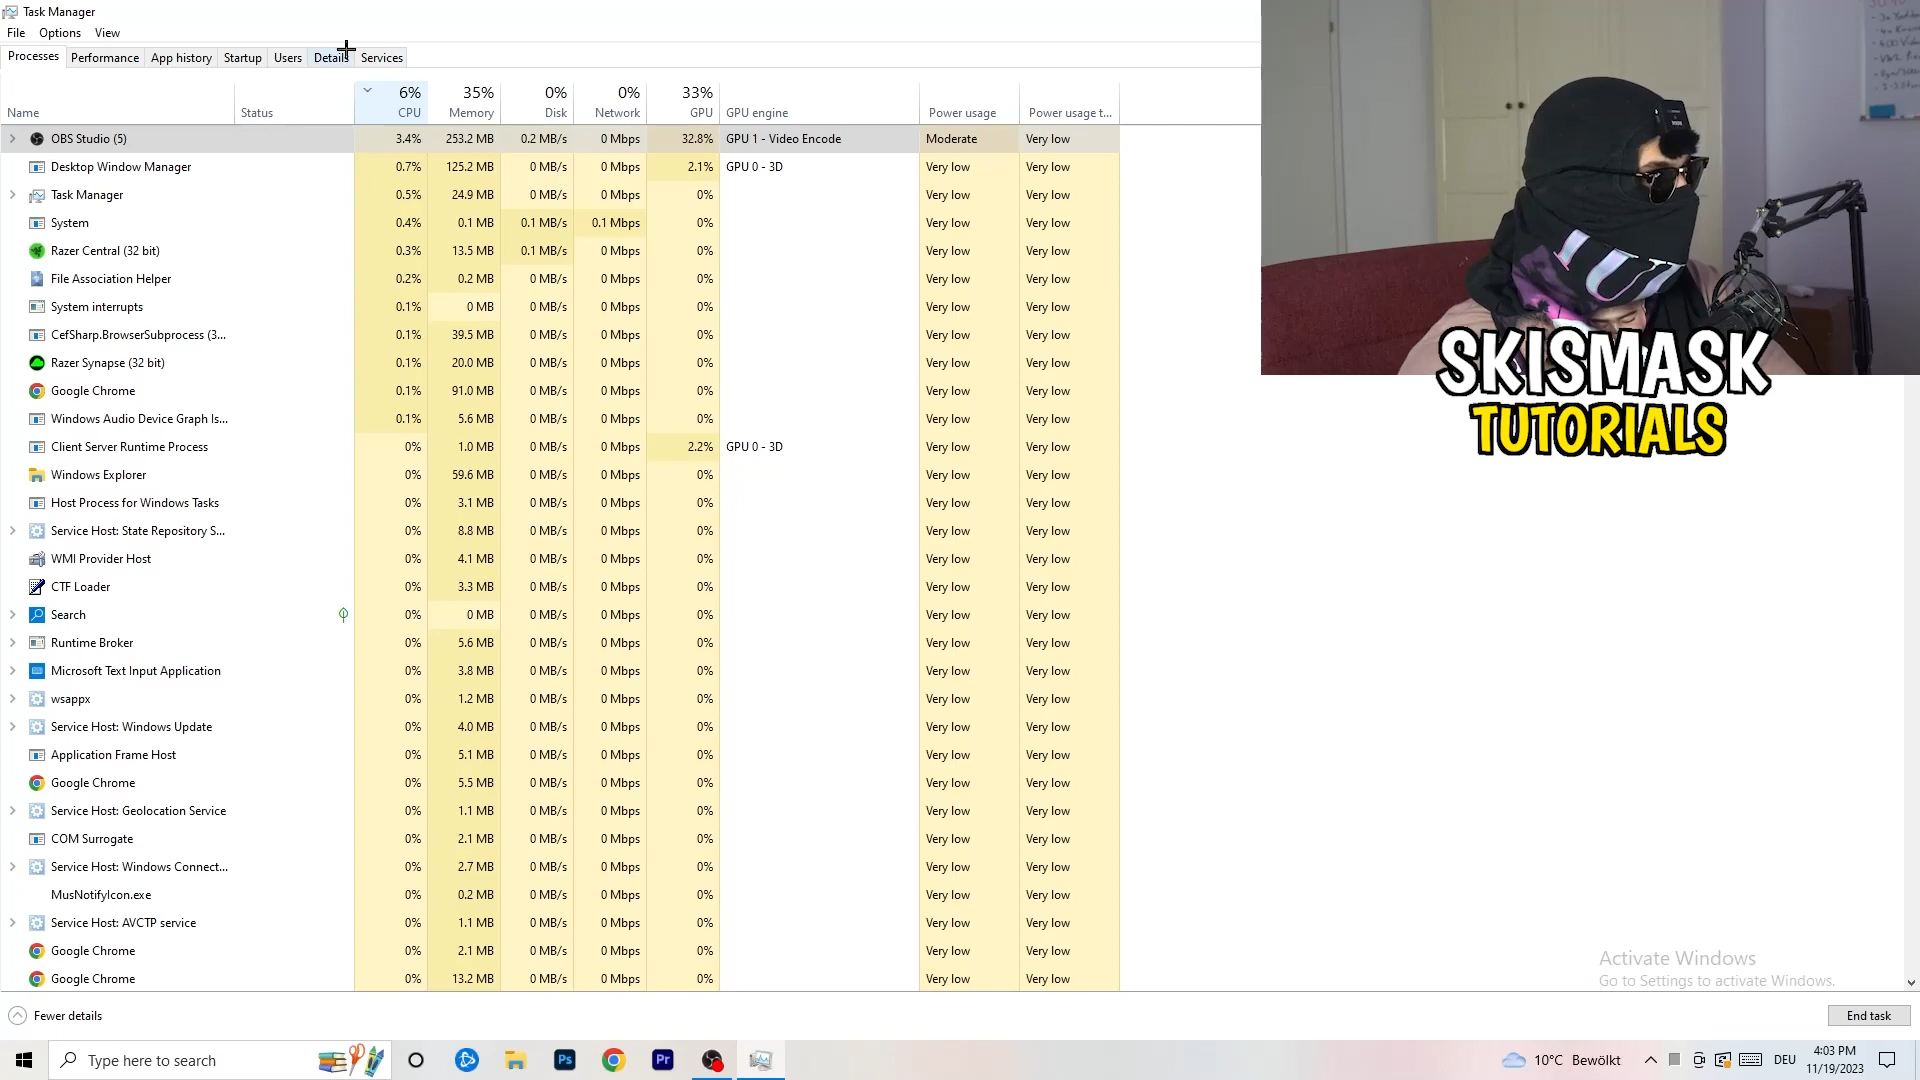 Task Manager
File Options View
Processes Performance App history Startup Users Details Services
6% 35% 0% 0% 33%
Name Status CPU Memory Disk Network GPU GPU engine Power usage Power usage t...
OBS Studio (5) 3.4% 253.2 MB 0.2 MB/s 0 Mbps 32.8% GPU 1 - Video Encode Moderate Very low
Desktop Window Manager 0.7% 125.2 MB 0 MB/s 0 Mbps 2.1% GPU 0 - 3D Very low Very low
Task Manager 0.5% 24.9 MB 0 MB/s 0 Mbps 0% Very low Very low
System 0.4% 0.1 MB 0.1 MB/s 0.1 Mbps 0% Very low Very low
Razer Central (32 bit) 0.3% 13.5 MB 0.1 MB/s 0 Mbps 0% Very low Very low
File Association Helper 0.2% 0.2 MB 0 MB/s 0 Mbps 0% Very low Very low
System interrupts 0.1% 0 MB 0 MB/s 0 Mbps 0% Very low Very low
CefSharp.BrowserSubprocess (3... 0.1% 39.5 MB 0 MB/s 0 Mbps 0% Very low Very low
Razer Synapse (32 bit) 0.1% 20.0 MB 0 MB/s 0 Mbps 0% Very low Very low
Google Chrome 0.1% 91.0 MB 0 MB/s 0 Mbps 0% Very low Very low
Windows Audio Device Graph Is... 0.1% 5.6 MB 0 MB/s 0 Mbps 0% Very low Very low
Client Server Runtime Process 0% 1.0 MB 0 MB/s 0 Mbps 2.2% GPU 0 - 3D Very low Very low
Windows Explorer 0% 59.6 MB 0 MB/s 0 Mbps 0% Very low Very low
Host Process for Windows Tasks 0% 3.1 MB 0 MB/s 0 Mbps 0% Very low Very low
Service Host: State Repository S... 0% 8.8 MB 0 MB/s 0 Mbps 0% Very low Very low
WMI Provider Host 0% 4.1 MB 0 MB/s 0 Mbps 0% Very low Very low
CTF Loader 0% 3.3 MB 0 MB/s 0 Mbps 0% Very low Very low
Search 0% 0 MB 0 MB/s 0 Mbps 0% Very low Very low
Runtime Broker 0% 5.6 MB 0 MB/s 0 Mbps 0% Very low Very low
Microsoft Text Input Application 0% 3.8 MB 0 MB/s 0 Mbps 0% Very low Very low
wsappx 0% 1.2 MB 0 MB/s 0 Mbps 0% Very low Very low
Service Host: Windows Update 0% 4.0 MB 0 MB/s 0 Mbps 0% Very low Very low
Application Frame Host 0% 5.1 MB 0 MB/s 0 Mbps 0% Very low Very low
Google Chrome 0% 5.5 MB 0 MB/s 0 Mbps 0% Very low Very low
Service Host: Geolocation Service 0% 1.1 MB 0 MB/s 0 Mbps 0% Very low Very low
COM Surrogate 0% 2.1 MB 0 MB/s 0 Mbps 0% Very low Very low
Service Host: Windows Connect... 0% 2.7 MB 0 MB/s 0 Mbps 0% Very low Very low
MusNotifyIcon.exe 0% 0.2 MB 0 MB/s 0 Mbps 0% Very low Very low
Service Host: AVCTP service 0% 1.1 MB 0 MB/s 0 Mbps 0% Very low Very low
Google Chrome 0% 2.1 MB 0 MB/s 0 Mbps 0% Very low Very low
Google Chrome 0% 13.2 MB 0 MB/s 0 Mbps 0% Very low Very low
SKISMASK
TUTORIALS
Activate Windows
Go to Settings to activate Windows.
Fewer details End task
Type here to search Ps Pr 10°C Bewölkt DEU 4:03 PM
11/19/2023